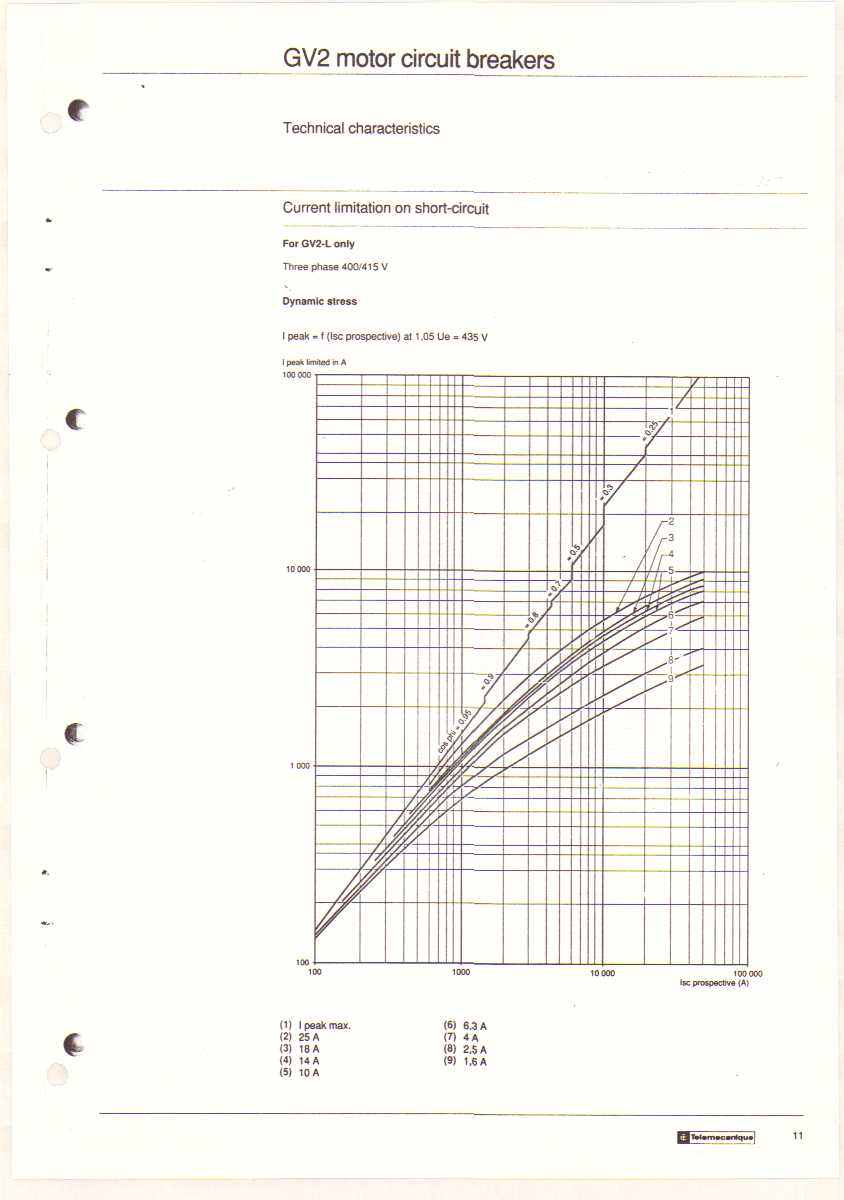 GV2 motor circuit breakers
Technical characteristics
Current limitation on short-circuit
For GV2-L only
Three phase 400/415 V
Dynamic stress
I peak = f (Isc prospective) at 1,05 Ue = 435 V
I peak limited in A
100 000
10 000
1 000
100
1
= 0,25
= 0,3
= 0,5
= 0,7
= 0,8
= 0,9
cos phi = 0,95
2
3
4
5
6
7
8
9
100
1000
10 000
100 000
Isc prospective (A)
(1) I peak max.
(2) 25 A
(3) 18 A
(4) 14 A
(5) 10 A
(6) 6,3 A
(7) 4 A
(8) 2,5 A
(9) 1,6 A
Telemecanique
11